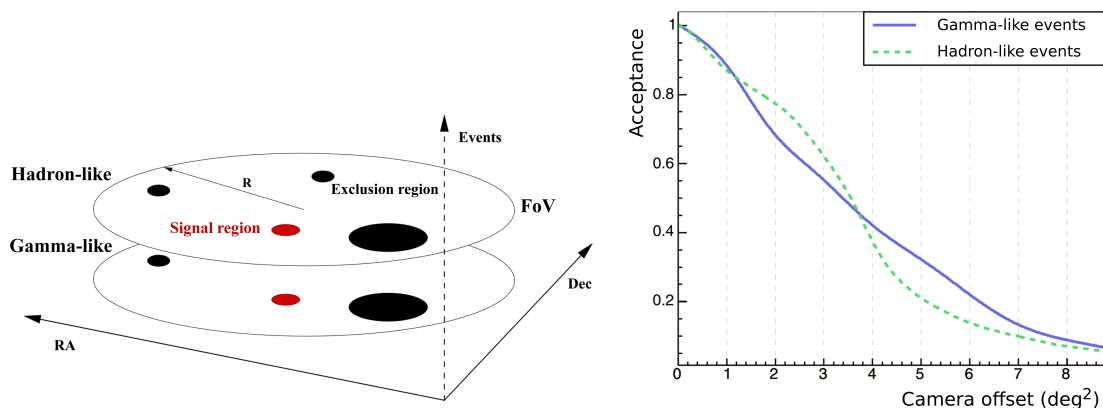 Events
Hadron-like
R
Exclusion region
FoV
Signal region
Gamma-like
Dec
RA
Gamma-like events
Hadron-like events
Acceptance
1
0.8
0.6
0.4
0.2
0 1 2 3 4 5 6 7 8
Camera offset (deg²)